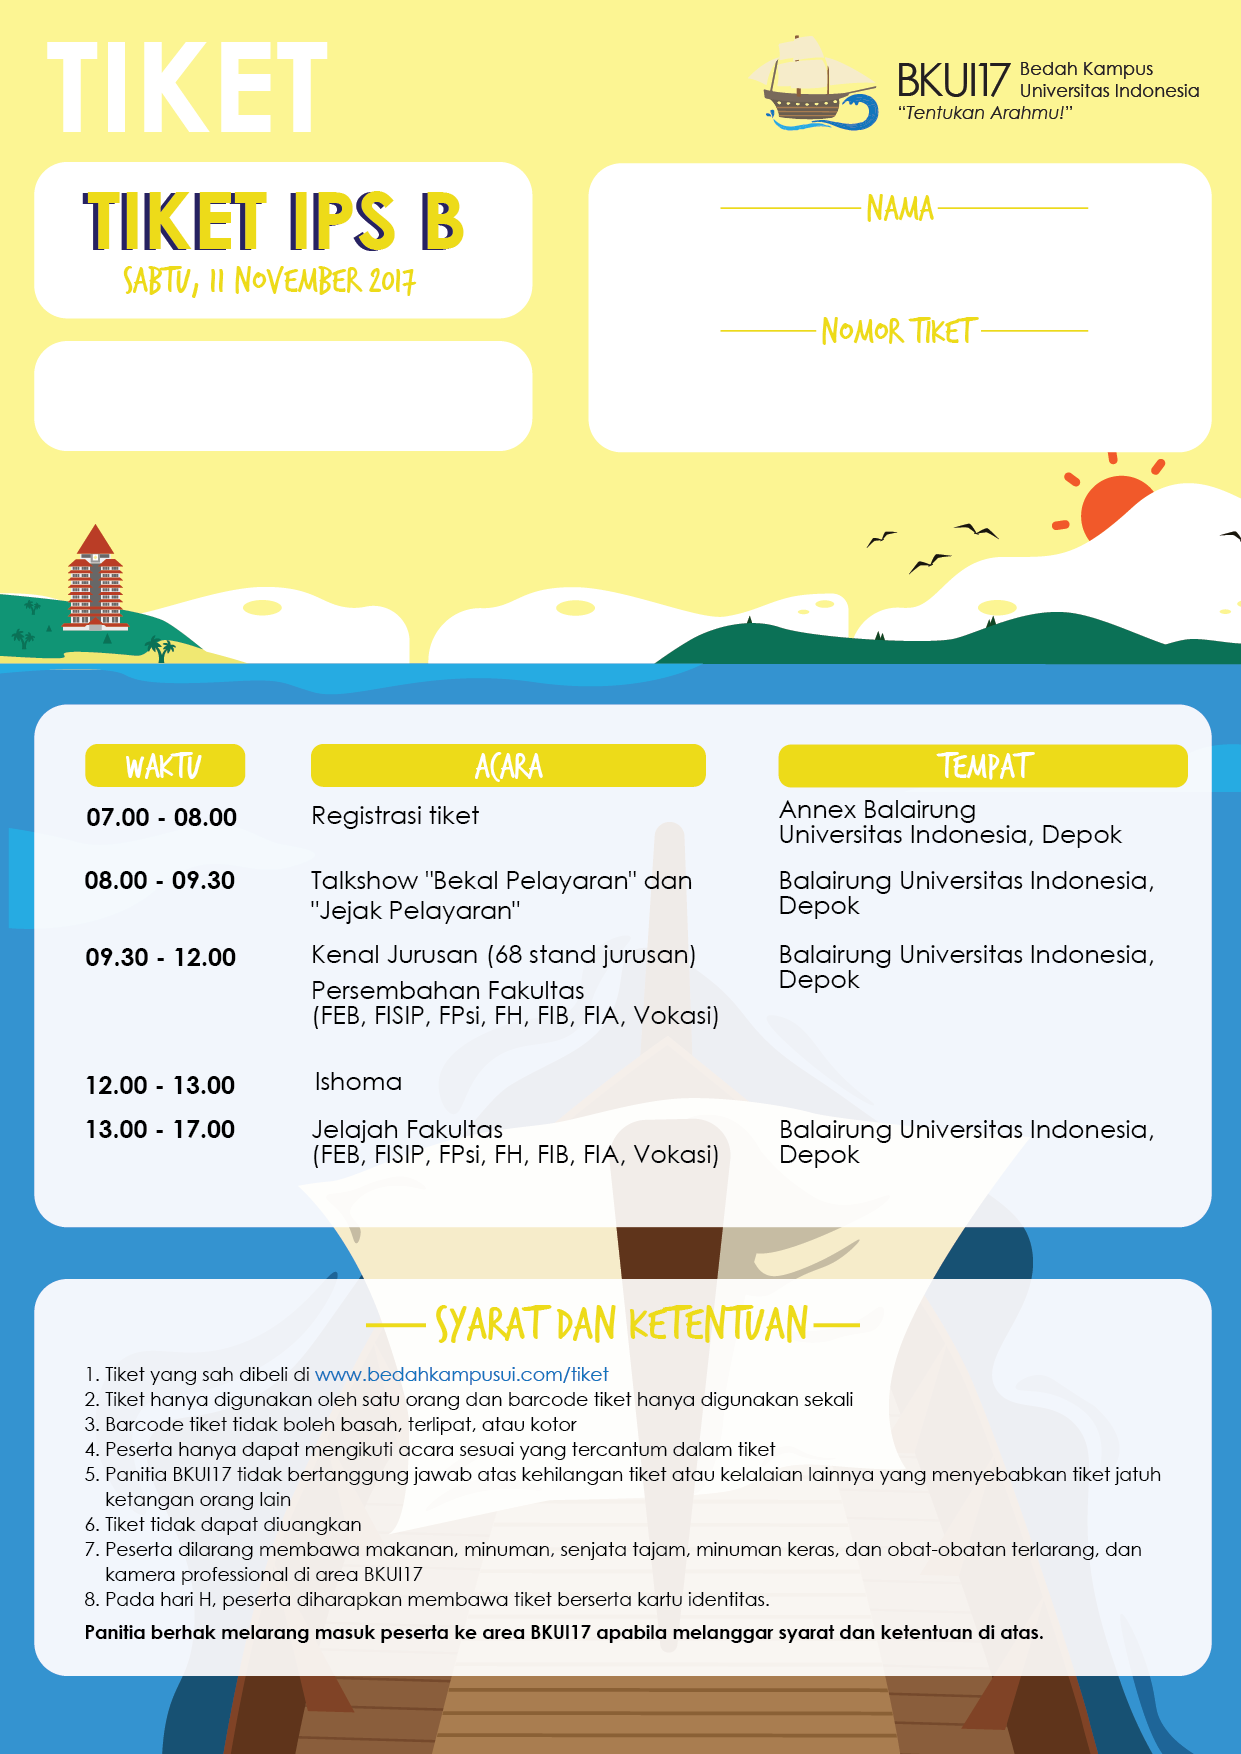 TIKET
BKUI17 Bedah Kampus
Universitas Indonesia
“Tentukan Arahmu!”
TIKET IPS B
SABTU, 11 NOVEMBER 2017
NAMA
NOMOR TIKET
WAKTU ACARA TEMPAT
07.00 - 08.00 Registrasi tiket Annex Balairung
Universitas Indonesia, Depok
08.00 - 09.30 Talkshow "Bekal Pelayaran" dan Balairung Universitas Indonesia,
"Jejak Pelayaran" Depok
09.30 - 12.00 Kenal Jurusan (68 stand jurusan) Balairung Universitas Indonesia,
Depok
Persembahan Fakultas
(FEB, FISIP, FPsi, FH, FIB, FIA, Vokasi)
12.00 - 13.00 Ishoma
13.00 - 17.00 Jelajah Fakultas Balairung Universitas Indonesia,
(FEB, FISIP, FPsi, FH, FIB, FIA, Vokasi) Depok
SYARAT DAN KETENTUAN
1. Tiket yang sah dibeli di www.bedahkampusui.com/tiket
2. Tiket hanya digunakan oleh satu orang dan barcode tiket hanya digunakan sekali
3. Barcode tiket tidak boleh basah, terlipat, atau kotor
4. Peserta hanya dapat mengikuti acara sesuai yang tercantum dalam tiket
5. Panitia BKUI17 tidak bertanggung jawab atas kehilangan tiket atau kelalaian lainnya yang menyebabkan tiket jatuh
ketangan orang lain
6. Tiket tidak dapat diuangkan
7. Peserta dilarang membawa makanan, minuman, senjata tajam, minuman keras, dan obat-obatan terlarang, dan
kamera professional di area BKUI17
8. Pada hari H, peserta diharapkan membawa tiket berserta kartu identitas.
Panitia berhak melarang masuk peserta ke area BKUI17 apabila melanggar syarat dan ketentuan di atas.